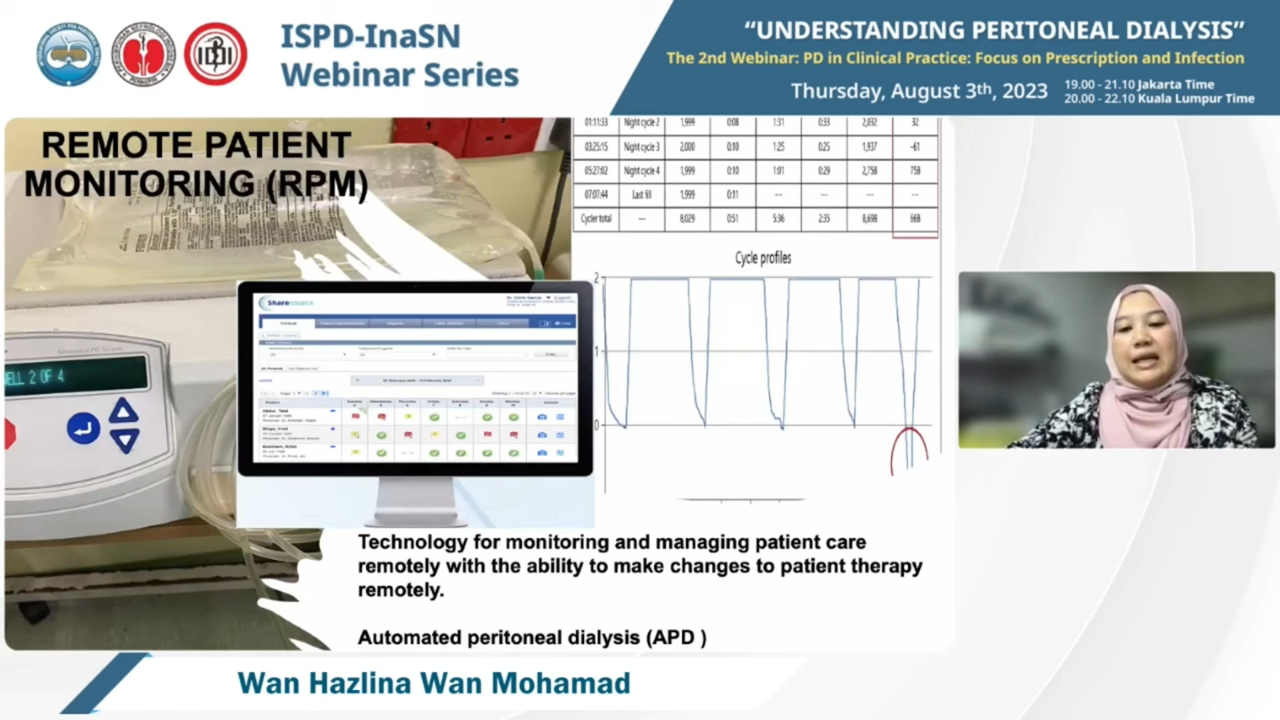 ISPD-InaSN
Webinar Series
“UNDERSTANDING PERITONEAL DIALYSIS”
The 2nd Webinar: PD in Clinical Practice: Focus on Prescription and Infection
Thursday, August 3th, 2023
19.00 - 21.10 Jakarta Time
20.00 - 22.10 Kuala Lumpur Time
REMOTE PATIENT
MONITORING (RPM)
01:11:33 Night cycle 2 1,999 0:08 1:31 0:33 2,032 32
03:25:15 Night cycle 3 2,000 0:10 1:25 0:25 1,937 -61
05:27:02 Night cycle 4 1,999 0:10 1:01 0:29 2,758 758
07:07:44 Last fill 1,999 0:11 --- --- --- ---
Cycler total --- 8,029 0:51 5:36 2:35 8,698 668
Cycle profiles
2
1
0
Sharesource
ELL 2 OF 4
Technology for monitoring and managing patient care
remotely with the ability to make changes to patient therapy
remotely.
Automated peritoneal dialysis (APD )
Wan Hazlina Wan Mohamad